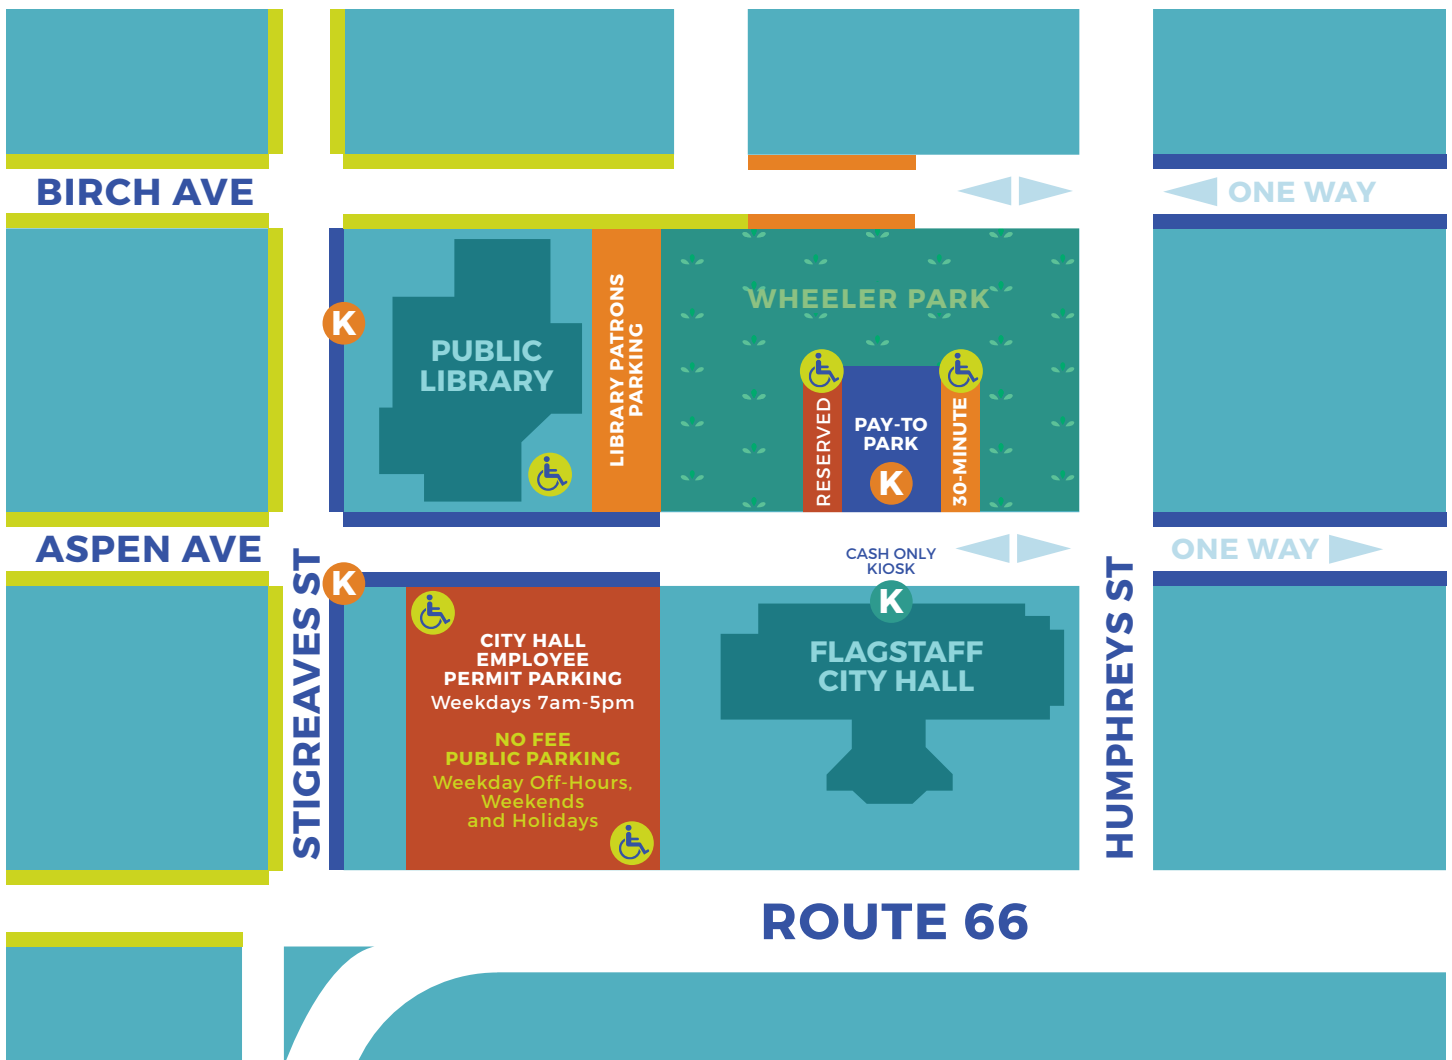 BIRCH AVE
ONE WAY
K
PUBLIC
LIBRARY
LIBRARY PATRONS
PARKING
WHEELER PARK
RESERVED
PAY-TO
PARK
K
30-MINUTE
ASPEN AVE
ONE WAY
CASH ONLY
KIOSK
K
K
STIGREAVES ST
CITY HALL
EMPLOYEE
PERMIT PARKING
Weekdays 7am-5pm
NO FEE
PUBLIC PARKING
Weekday Off-Hours,
Weekends
and Holidays
FLAGSTAFF
CITY HALL
HUMPHREYS ST
ROUTE 66